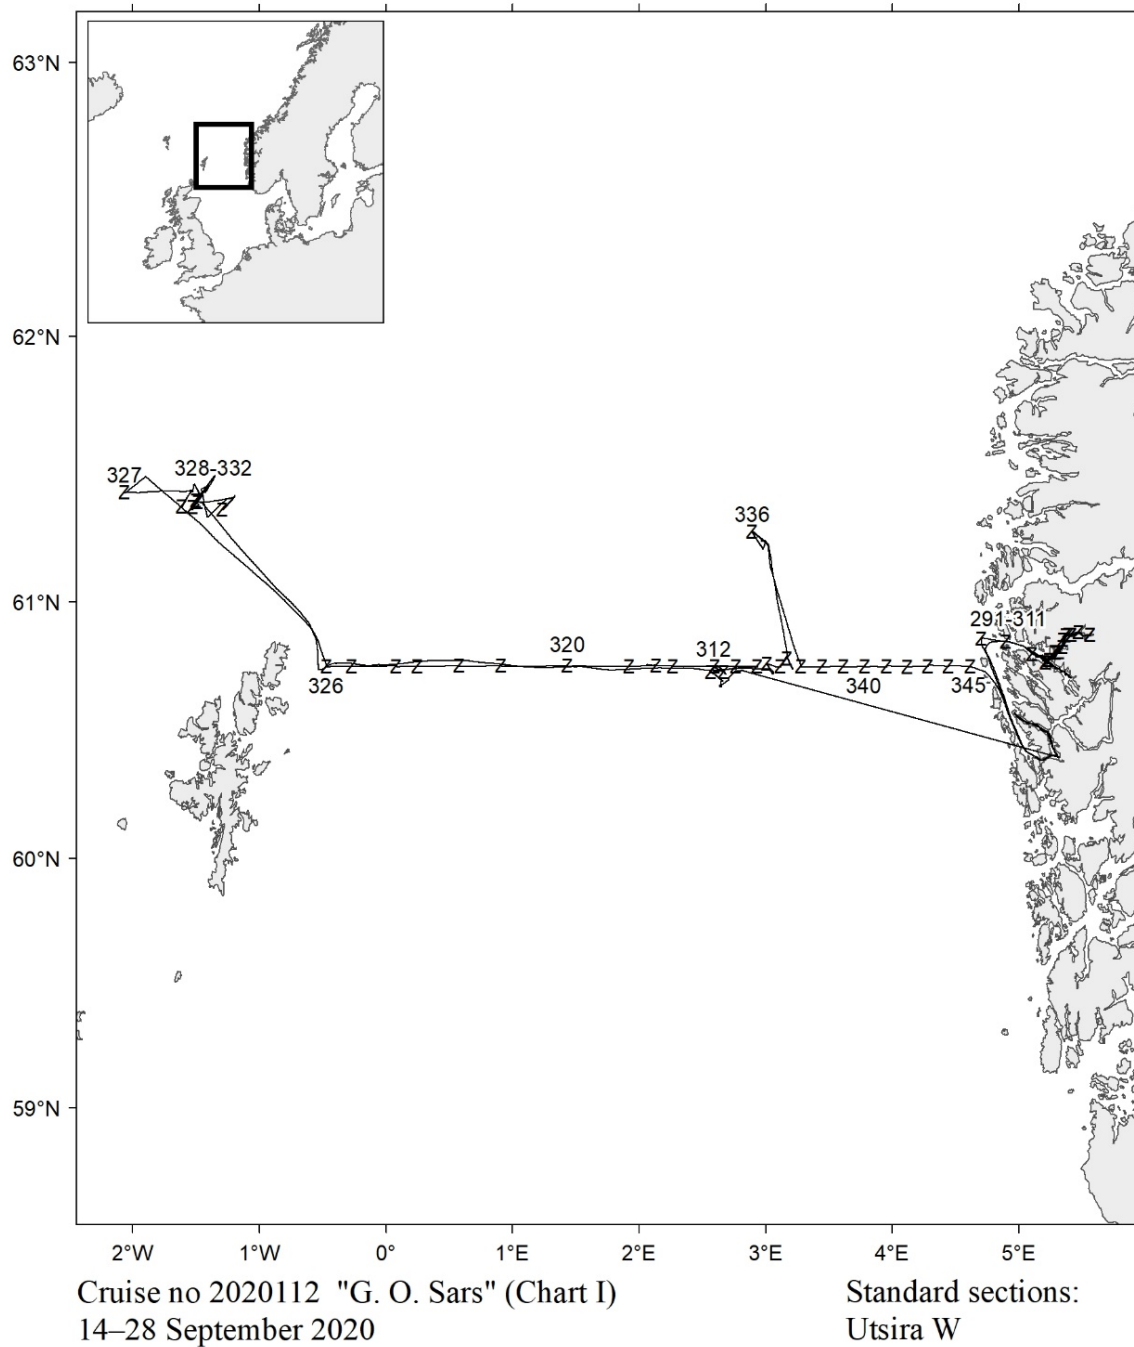 63°N
62°N
327
328-332
336
61°N
291-311
320
312
326
340
345
60°N
59°N
2°W 1°W 0° 1°E 2°E 3°E 4°E 5°E
Cruise no 2020112 "G. O. Sars" (Chart I)
14–28 September 2020
Standard sections:
Utsira W